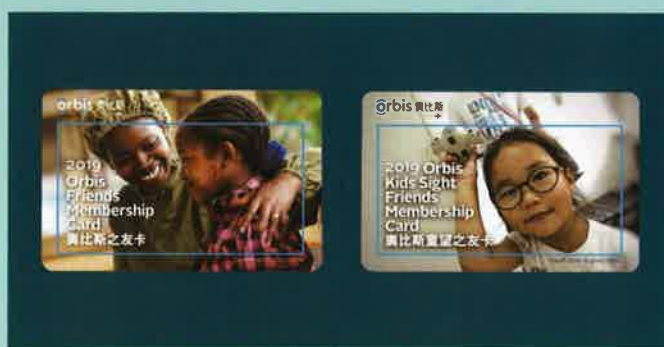 orbis 奧比斯
2019
Orbis
Friends
Membership
Card
奧比斯之友卡
orbis 奧比斯
2019 Orbis
Kids Sight
Friends
Membership
Card
奧比斯童望之友卡